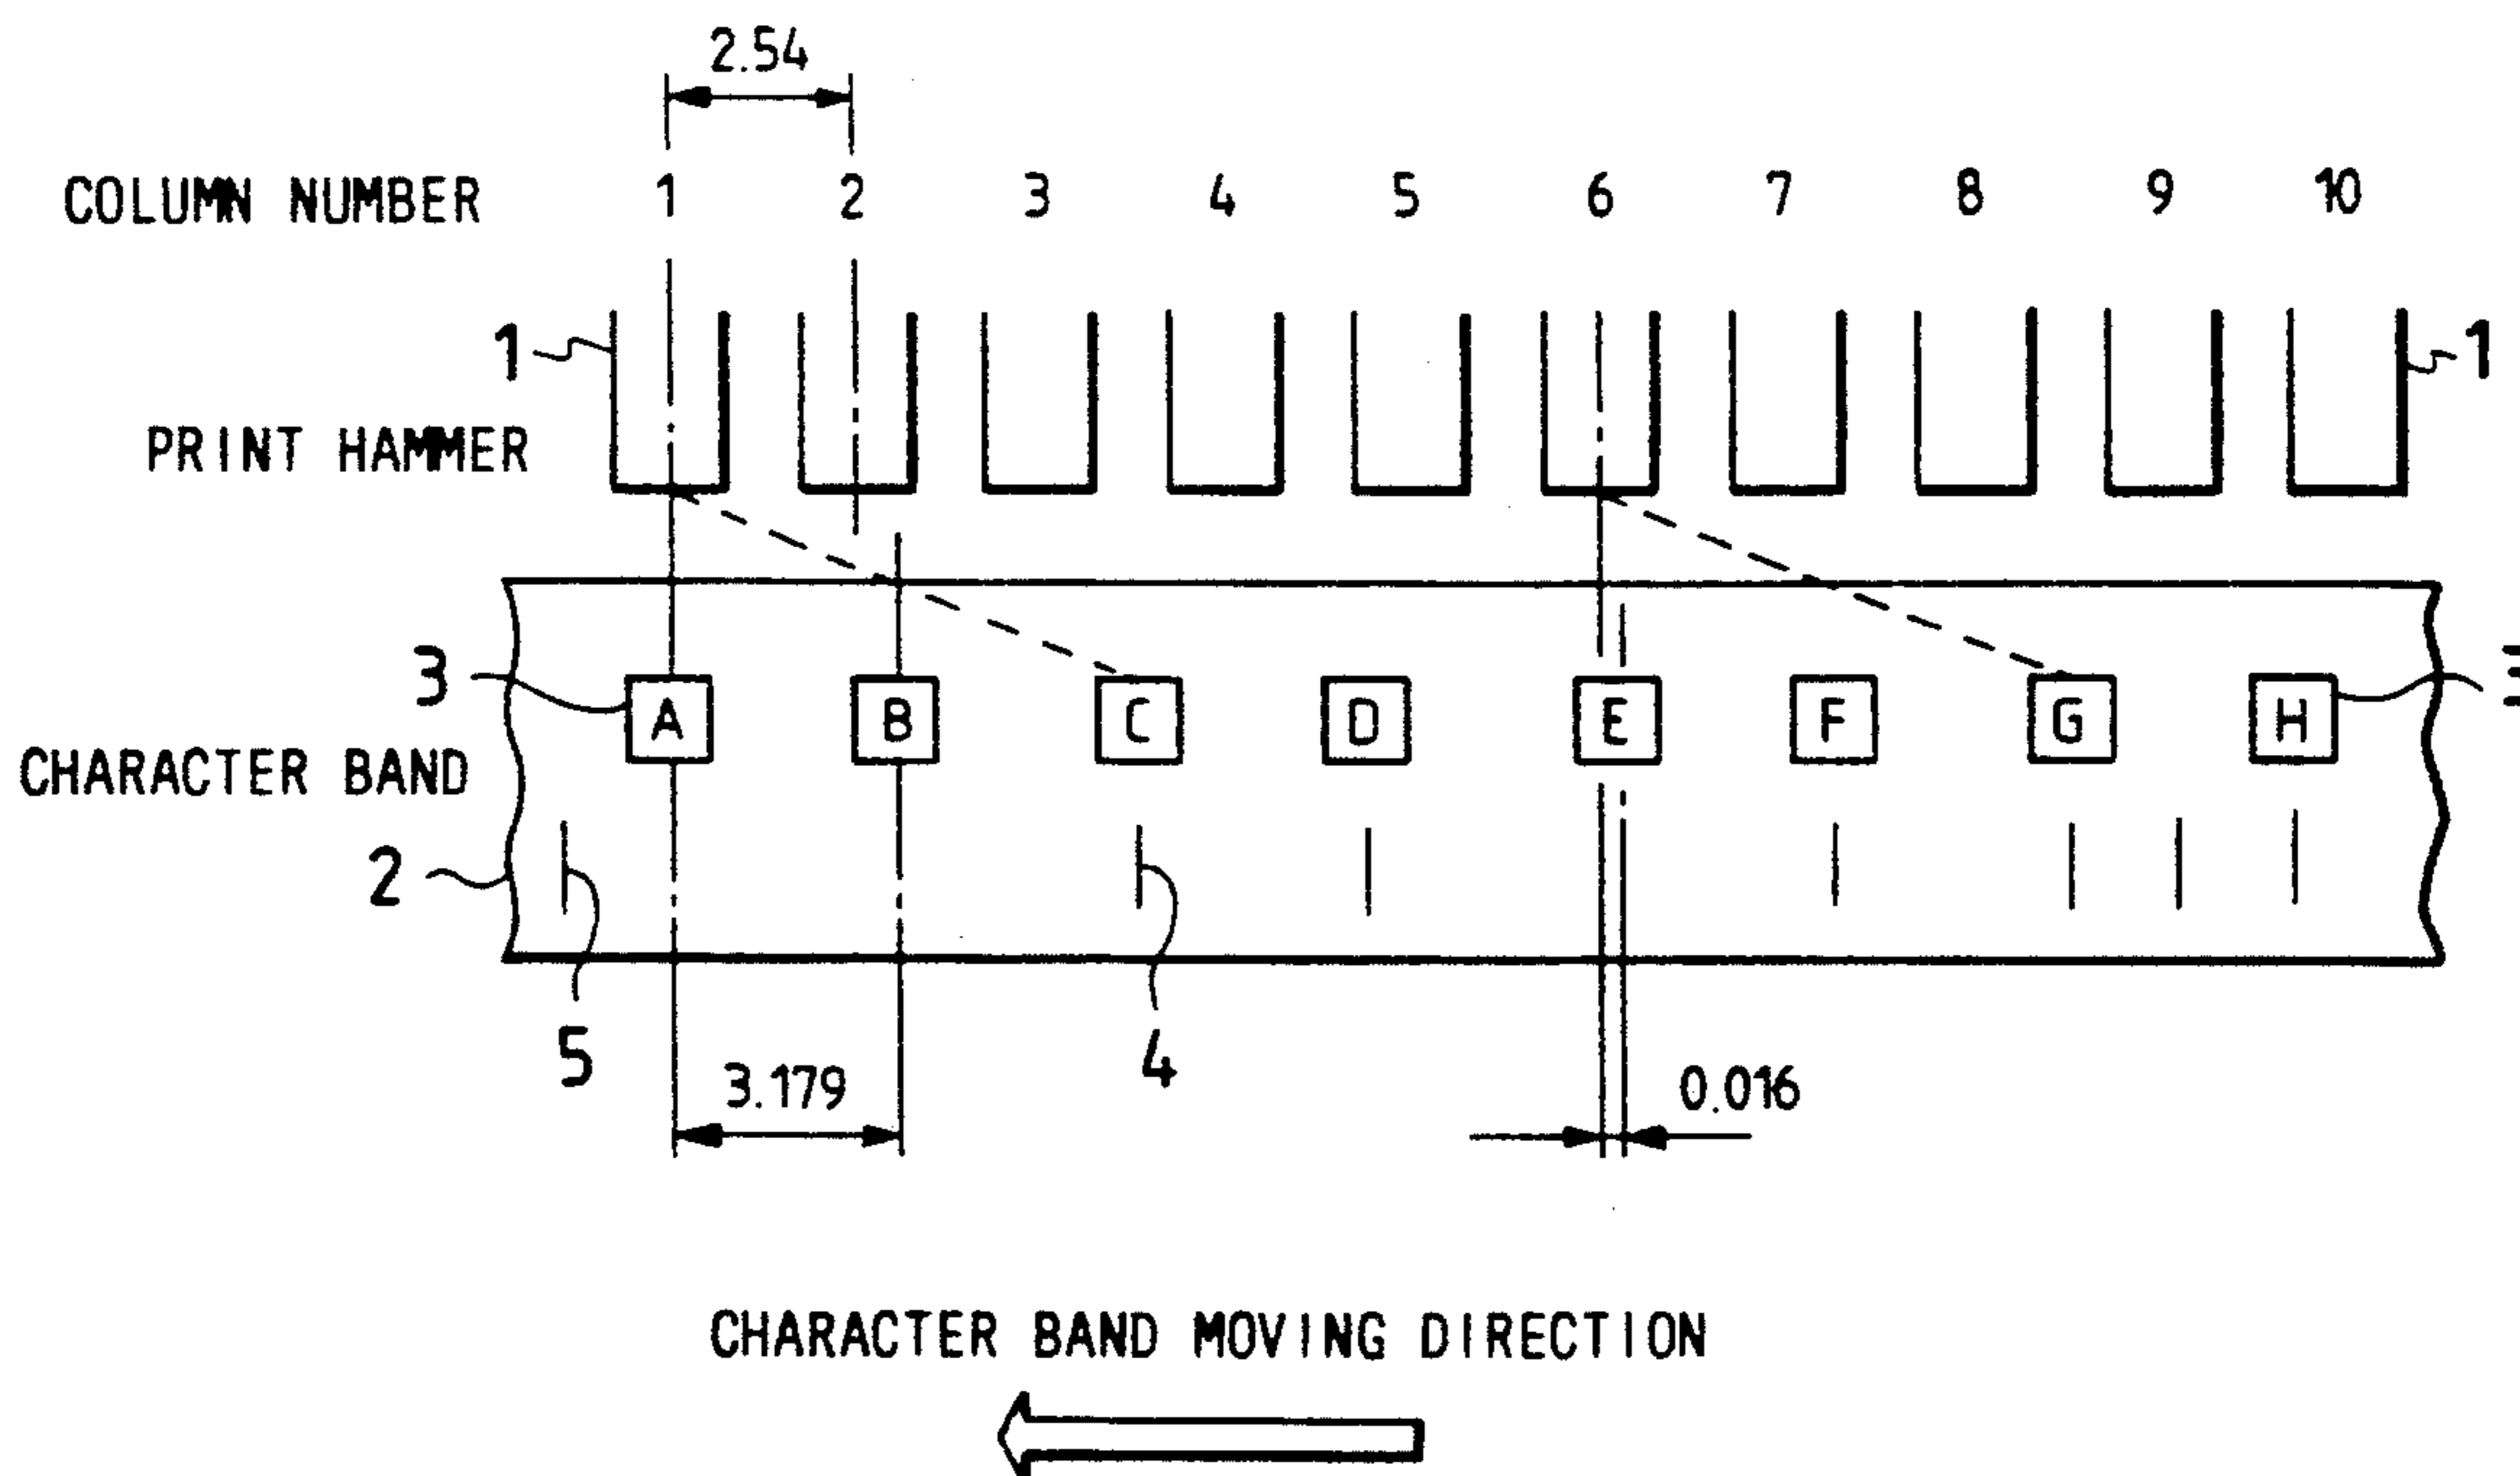 2.54
COLUMN NUMBER 1 2 3 4 5 6 7 8 9 10
1 1
PRINT HAMMER
3 A B C D E F G H
CHARACTER BAND
2
5 4
3.179 0.016
CHARACTER BAND MOVING DIRECTION